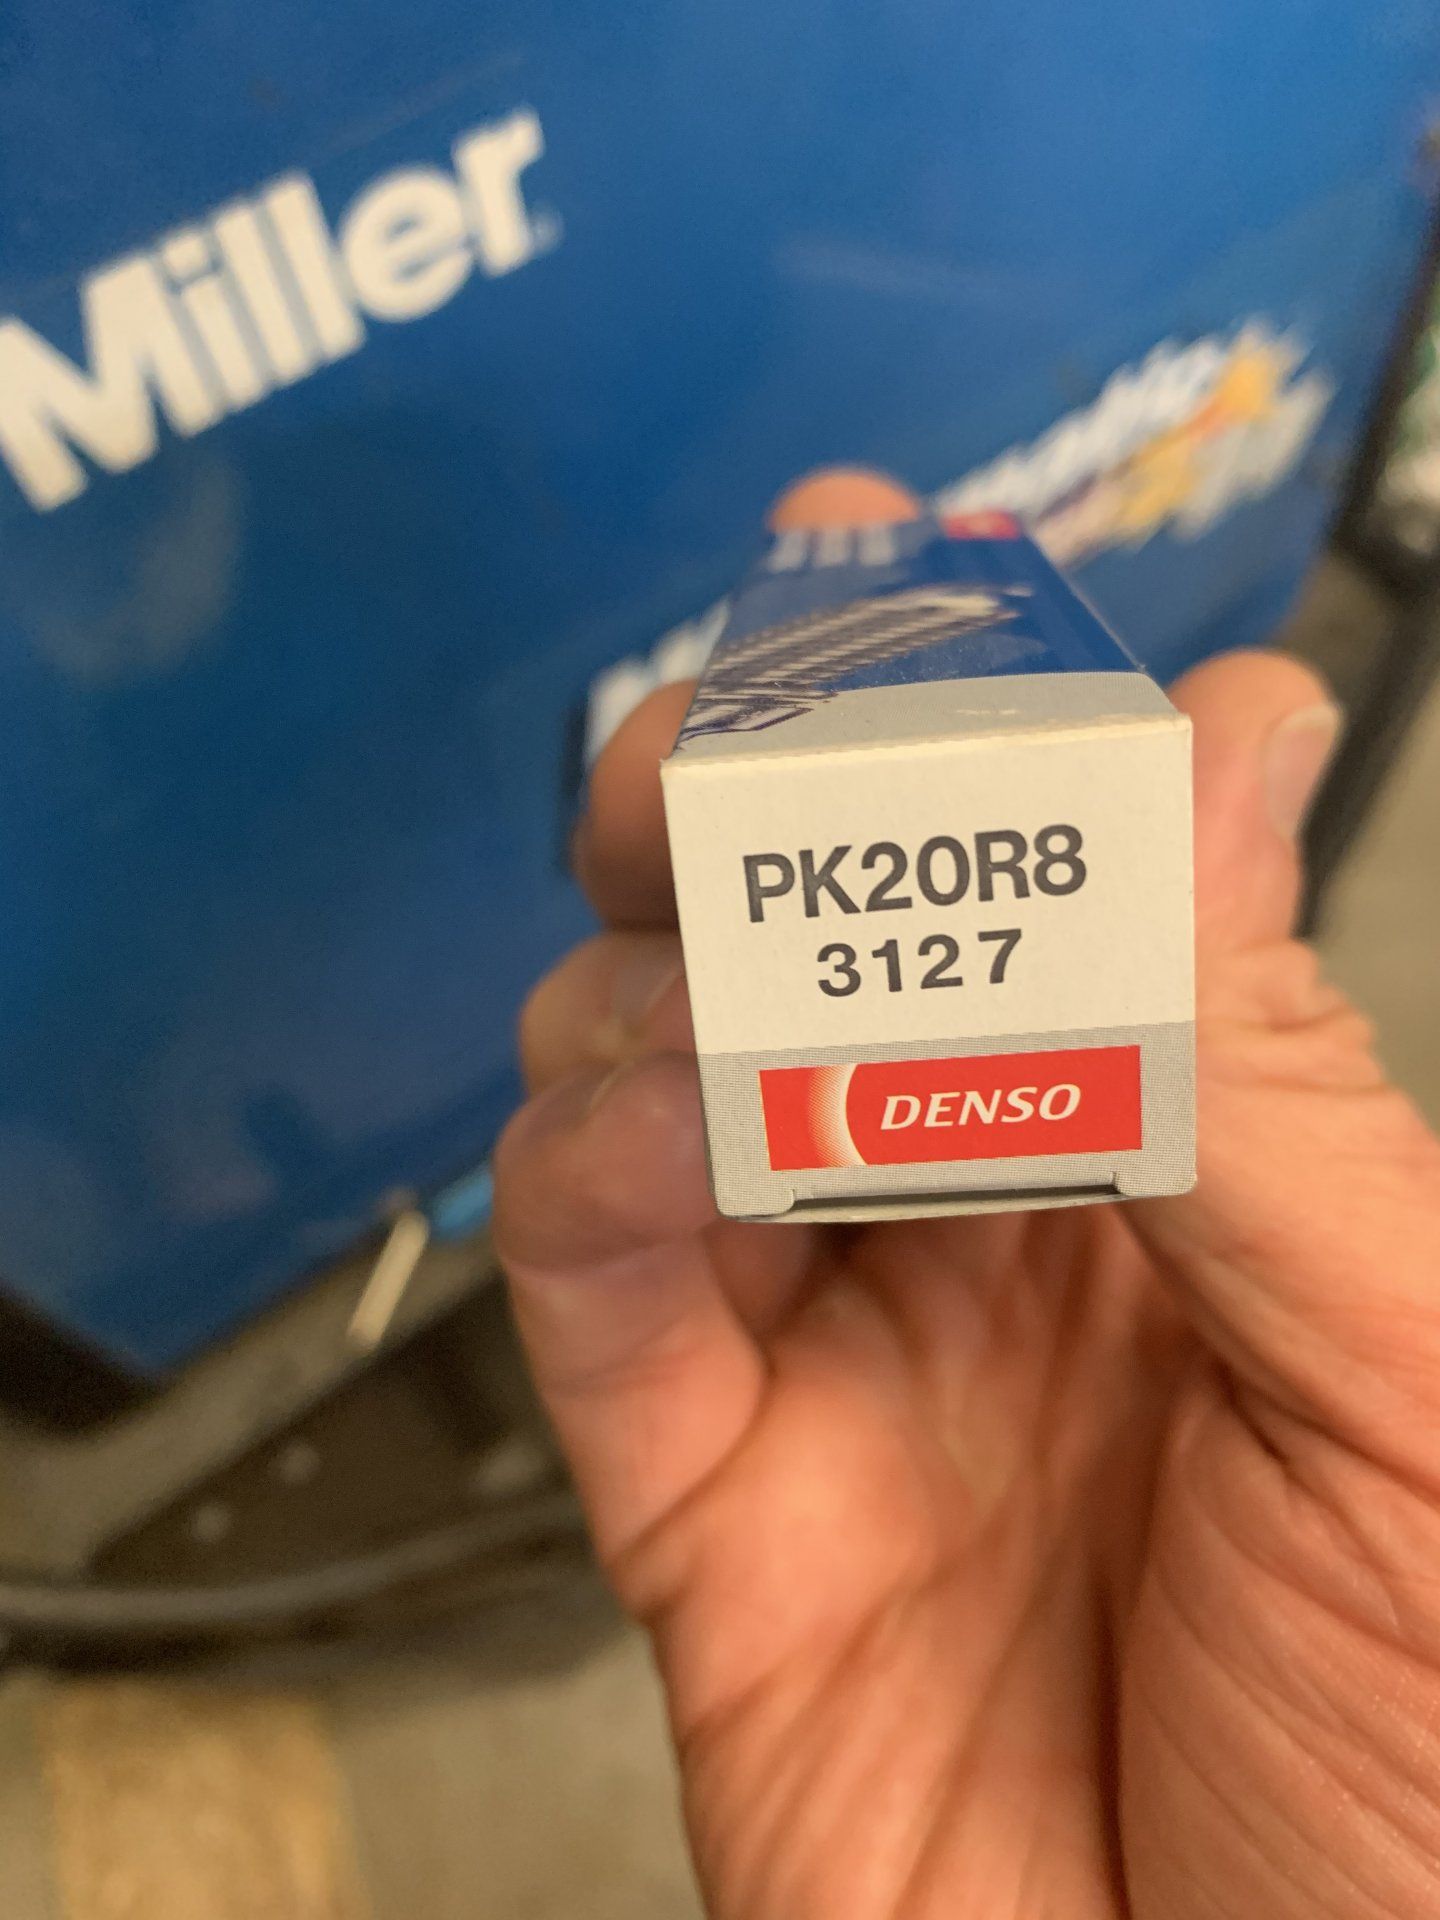 Miller
PK20R8
3127
DENSO